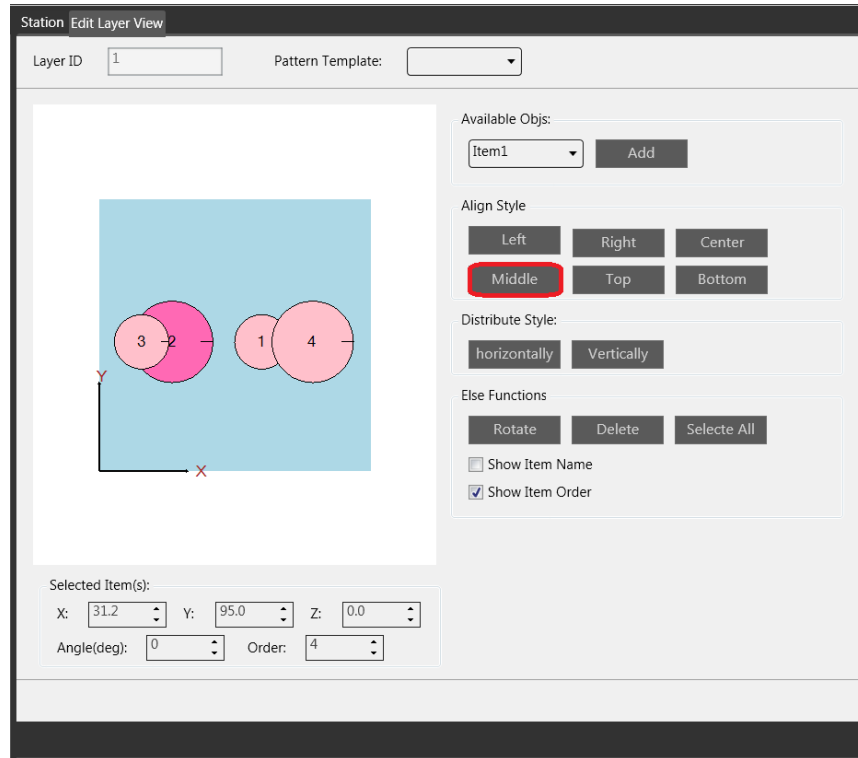 Station Edit Layer View
Layer ID 1 Pattern Template:
Available Objs:
Item1 Add
Align Style
Left Right Center
Middle Top Bottom
Distribute Style:
horizontally Vertically
Else Functions
Rotate Delete Selecte All
Show Item Name
Show Item Order
3 2 1 4
Y
X
Selected Item(s):
X: 31.2 Y: 95.0 Z: 0.0
Angle(deg): 0 Order: 4